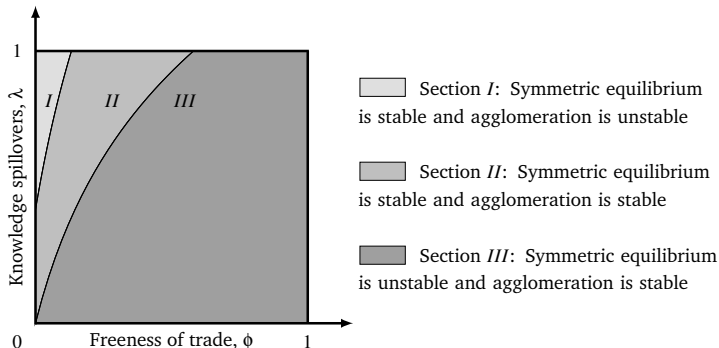 1
I
II
III
Knowledge spillovers, λ
Section I: Symmetric equilibrium
is stable and agglomeration is unstable
Section II: Symmetric equilibrium
is stable and agglomeration is stable
Section III: Symmetric equilibrium
is unstable and agglomeration is stable
0
Freeness of trade, ϕ
1